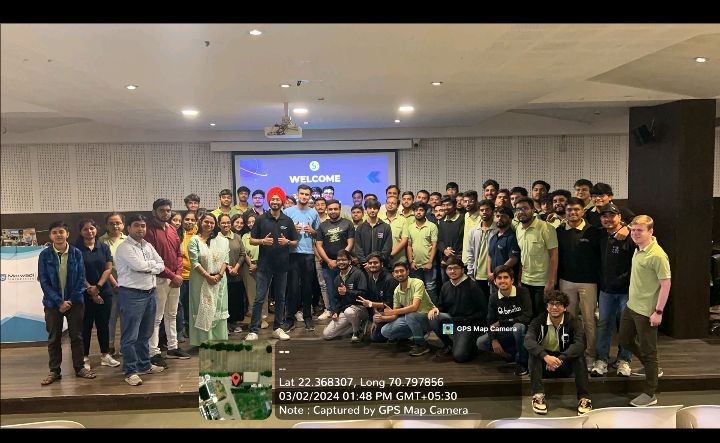 WELCOME
Marwadi
GPS Map Camera
Lat 22.368307, Long 70.797856
03/02/2024 01:48 PM GMT+05:30
Note : Captured by GPS Map Camera